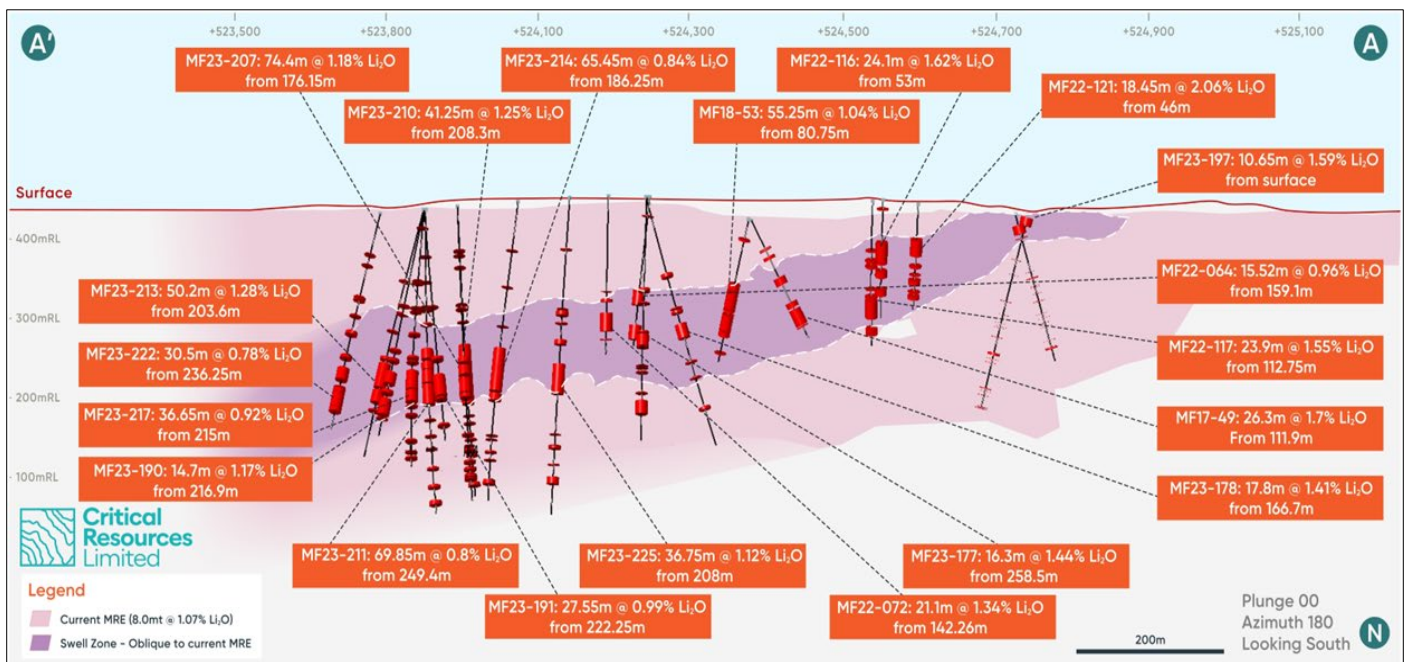 A'
+523,500
+523,800
+524,100
+524,300
+524,500
+524,700
+524,900
+525,100
A
MF23-207: 74.4m @ 1.18% Li₂O
from 176.15m
MF23-214: 65.45m @ 0.84% Li₂O
from 186.25m
MF22-116: 24.1m @ 1.62% Li₂O
from 53m
MF22-121: 18.45m @ 2.06% Li₂O
from 46m
MF23-210: 41.25m @ 1.25% Li₂O
from 208.3m
MF18-53: 55.25m @ 1.04% Li₂O
from 80.75m
MF23-197: 10.65m @ 1.59% Li₂O
from surface
Surface
400mRL
300mRL
200mRL
100mRL
MF23-213: 50.2m @ 1.28% Li₂O
from 203.6m
MF23-222: 30.5m @ 0.78% Li₂O
from 236.25m
MF23-217: 36.65m @ 0.92% Li₂O
from 215m
MF23-190: 14.7m @ 1.17% Li₂O
from 216.9m
MF22-064: 15.52m @ 0.96% Li₂O
from 159.1m
MF22-117: 23.9m @ 1.55% Li₂O
from 112.75m
MF17-49: 26.3m @ 1.7% Li₂O
From 111.9m
MF23-178: 17.8m @ 1.41% Li₂O
from 166.7m
MF23-211: 69.85m @ 0.8% Li₂O
from 249.4m
MF23-225: 36.75m @ 1.12% Li₂O
from 208m
MF23-177: 16.3m @ 1.44% Li₂O
from 258.5m
MF23-191: 27.55m @ 0.99% Li₂O
from 222.25m
MF22-072: 21.1m @ 1.34% Li₂O
from 142.26m
Critical
Resources
Limited
Legend
Current MRE (8.0mt @ 1.07% Li₂O)
Swell Zone - Oblique to current MRE
200m
Plunge 00
Azimuth 180
Looking South
N